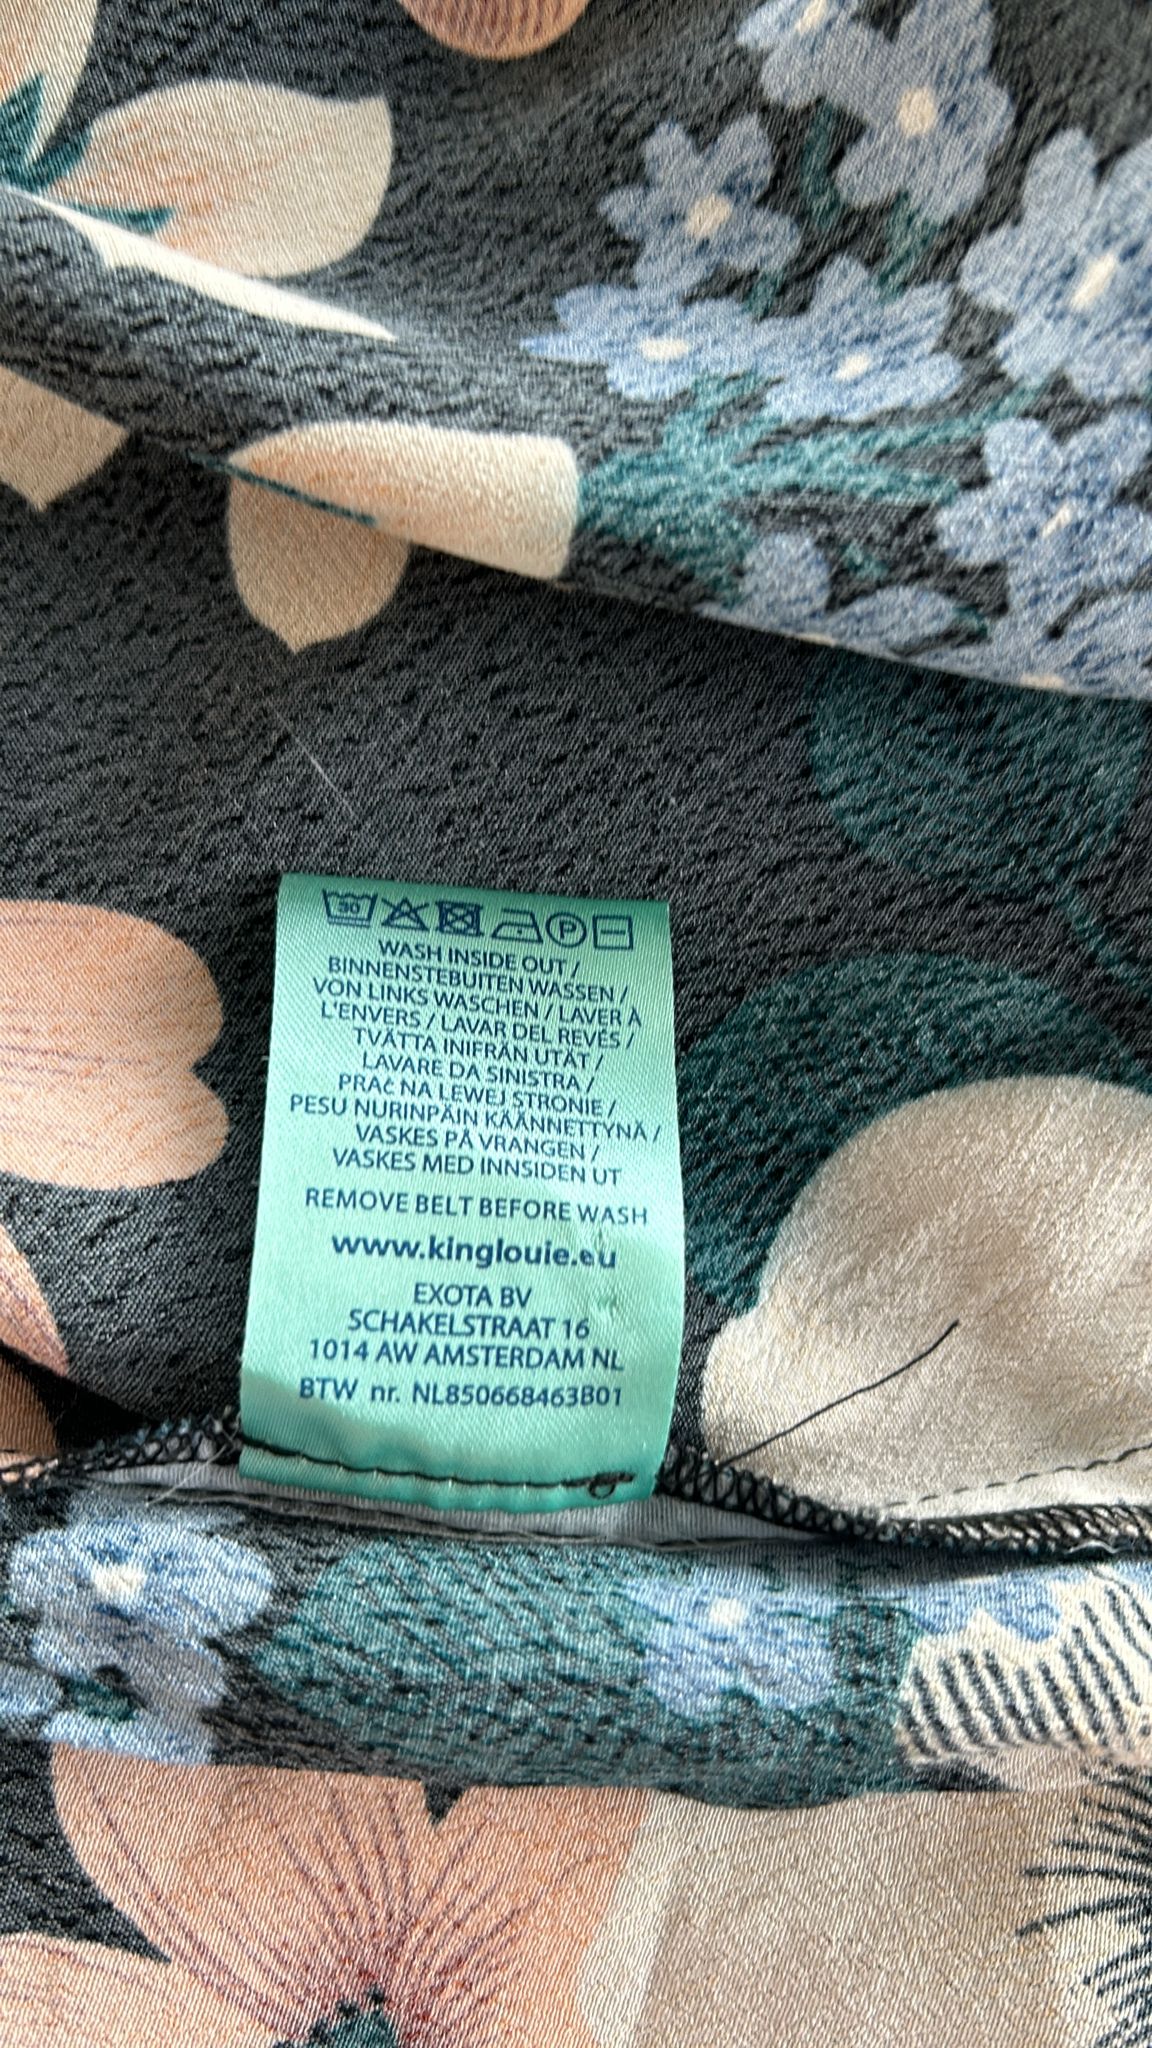 30
P
WASH INSIDE OUT /
BINNENSTEBUITEN WASSEN /
VON LINKS WASCHEN / LAVER À
L'ENVERS / LAVAR DEL REVÉS /
TVÄTTA INIFRÅN UTÅT /
LAVARE DA SINISTRA /
PRAĆ NA LEWEJ STRONIE /
PESU NURINPÄIN KÄÄNNETTYNÄ /
VASKES PÅ VRANGEN /
VASKES MED INNSIDEN UT
REMOVE BELT BEFORE WASH
www.kinglouie.eu
EXOTA BV
SCHAKELSTRAAT 16
1014 AW AMSTERDAM NL
BTW nr. NL850668463B01